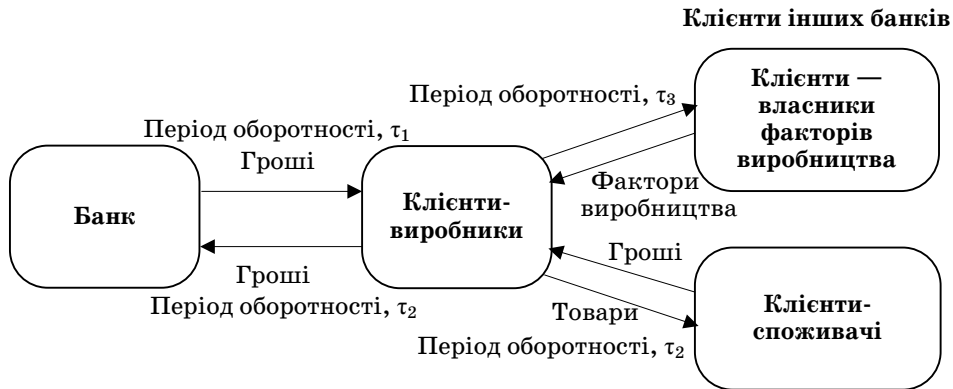 Клієнти інших банків
Клієнти —
власники
факторів
виробництва
Період оборотності, τ₃
Період оборотності, τ₁
Гроші
Банк
Клієнти-
виробники
Фактори
виробництва
Гроші
Гроші
Період оборотності, τ₂
Товари
Період оборотності, τ₂
Клієнти-
споживачі